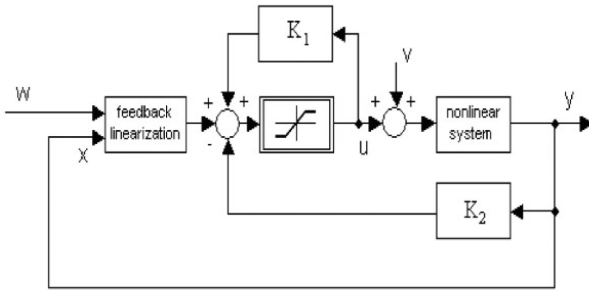 K1
v
w
feedback
linearization
x
+
+
+
-
u
+
+
nonlinear
system
y
K2